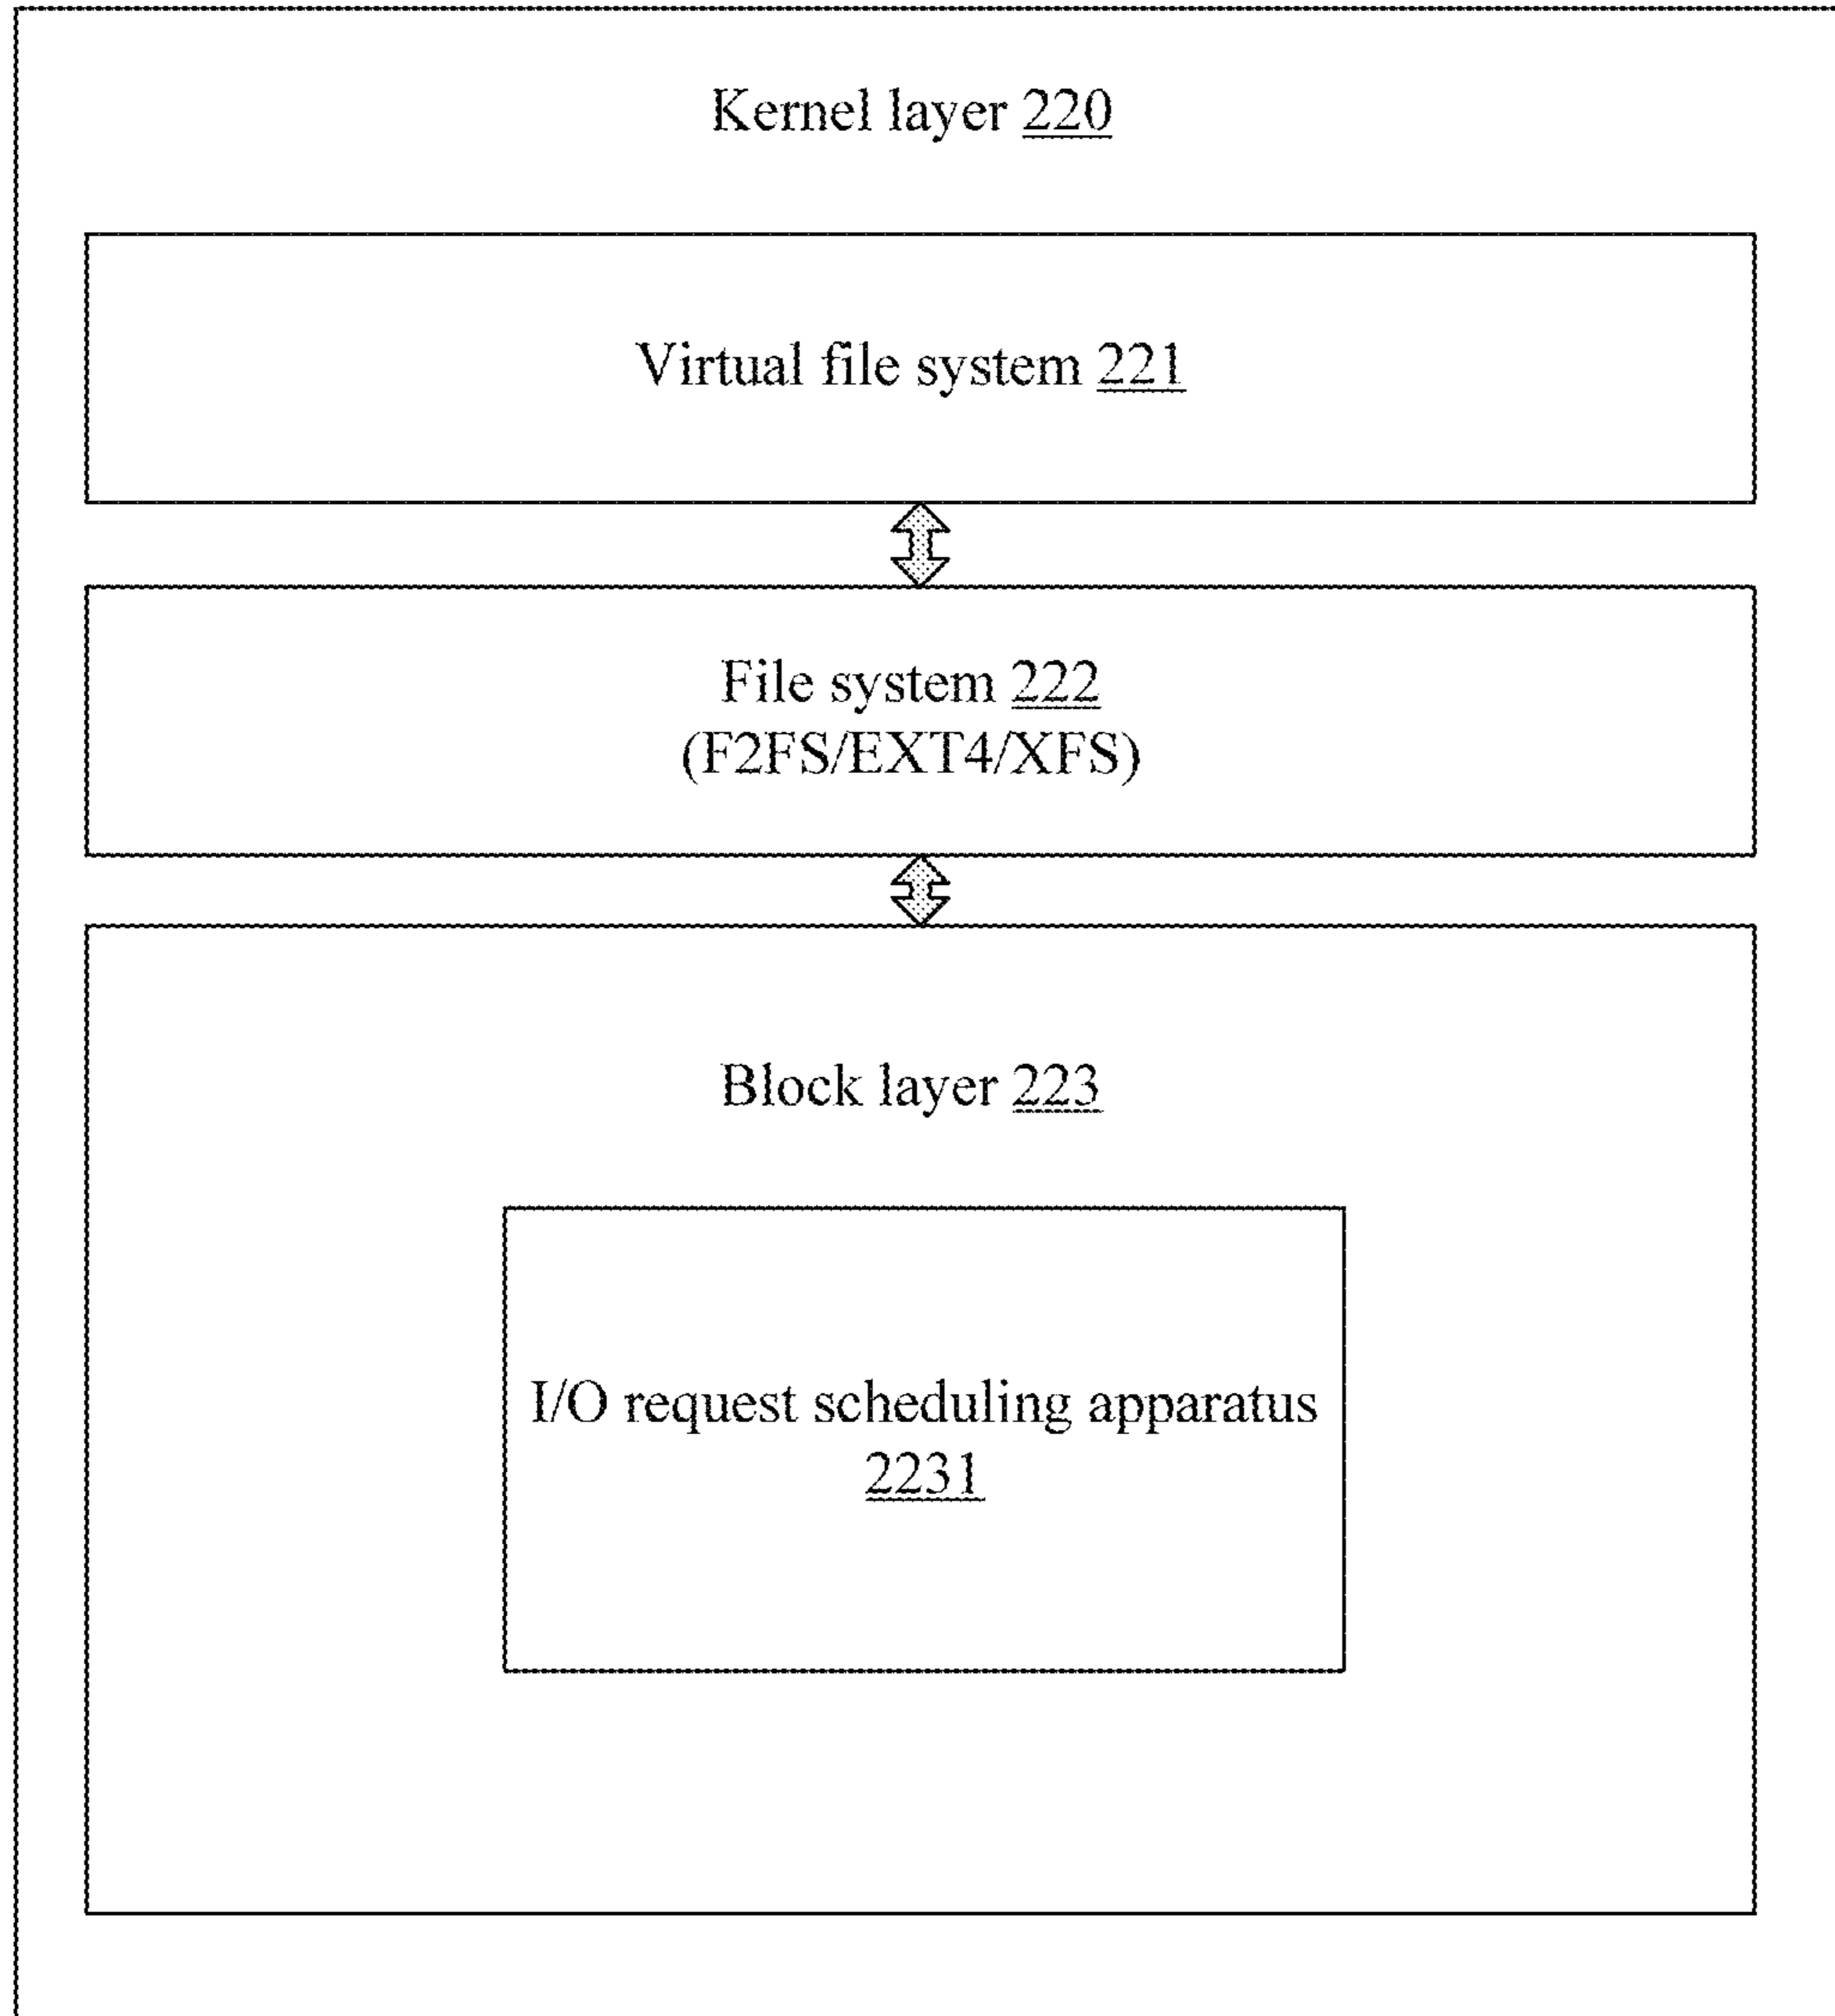 Kernel layer 220
Virtual file system 221
File system 222
(F2FS/EXT4/XFS)
Block layer 223
I/O request scheduling apparatus
2231